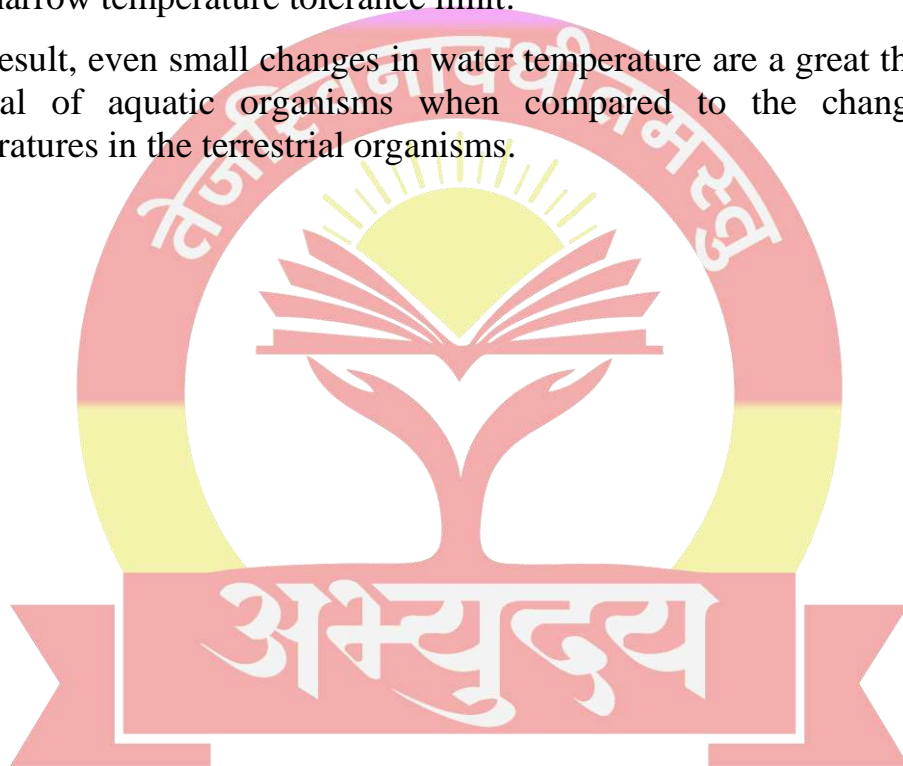 narrow temperature tolerance limit.
esult, even small changes in water temperature are a great th
al of aquatic organisms when compared to the chang
ratures in the terrestrial organisms.
तेजस्विनावधीतमस्तु
अभ्युदय